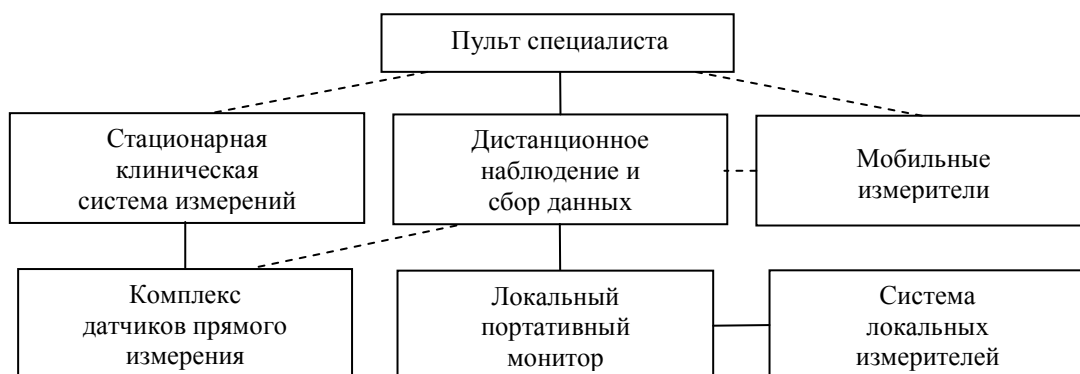 Пульт специалиста
Стационарная
клиническая
система измерений
Дистанционное
наблюдение и
сбор данных
Мобильные
измерители
Комплекс
датчиков прямого
измерения
Локальный
портативный
монитор
Система
локальных
измерителей